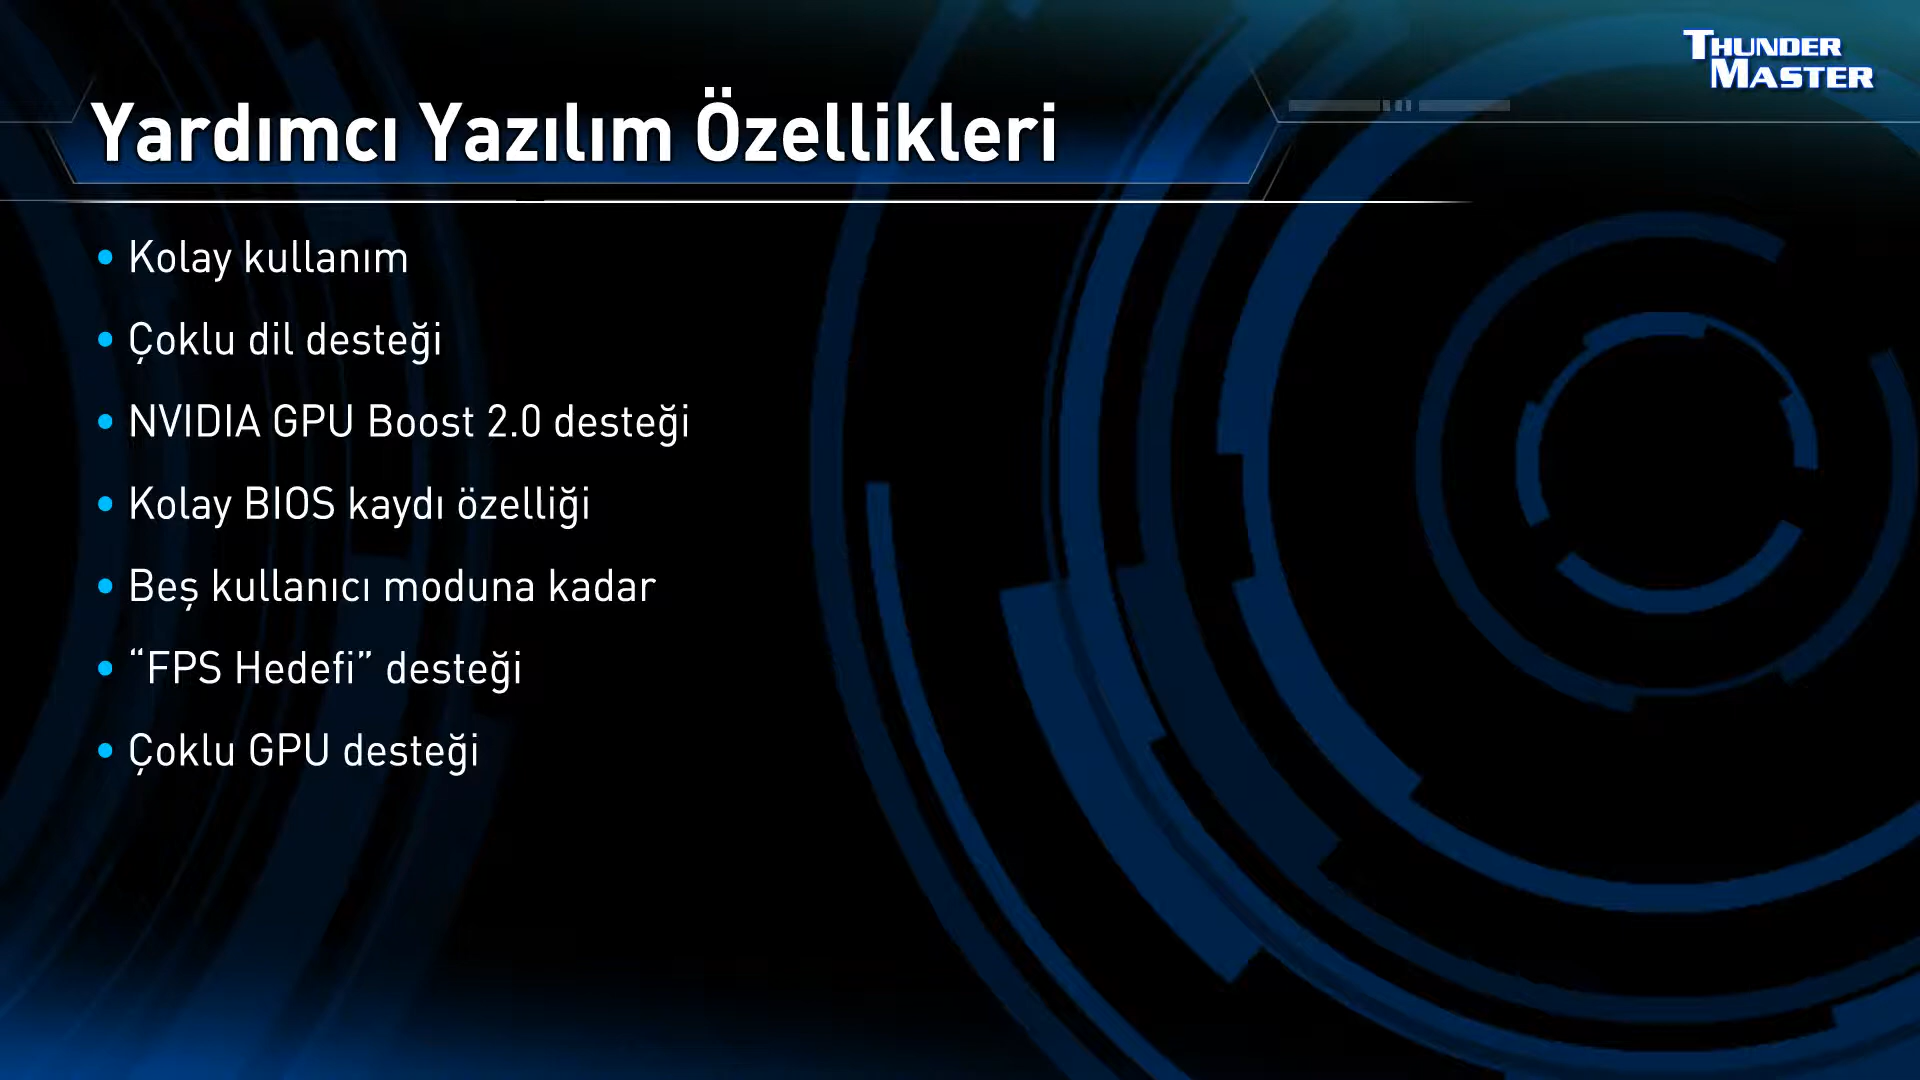 THUNDER
MASTER
Yardımcı Yazılım Özellikleri
• Kolay kullanım
• Çoklu dil desteği
• NVIDIA GPU Boost 2.0 desteği
• Kolay BIOS kaydı özelliği
• Beş kullanıcı moduna kadar
• “FPS Hedefi” desteği
• Çoklu GPU desteği